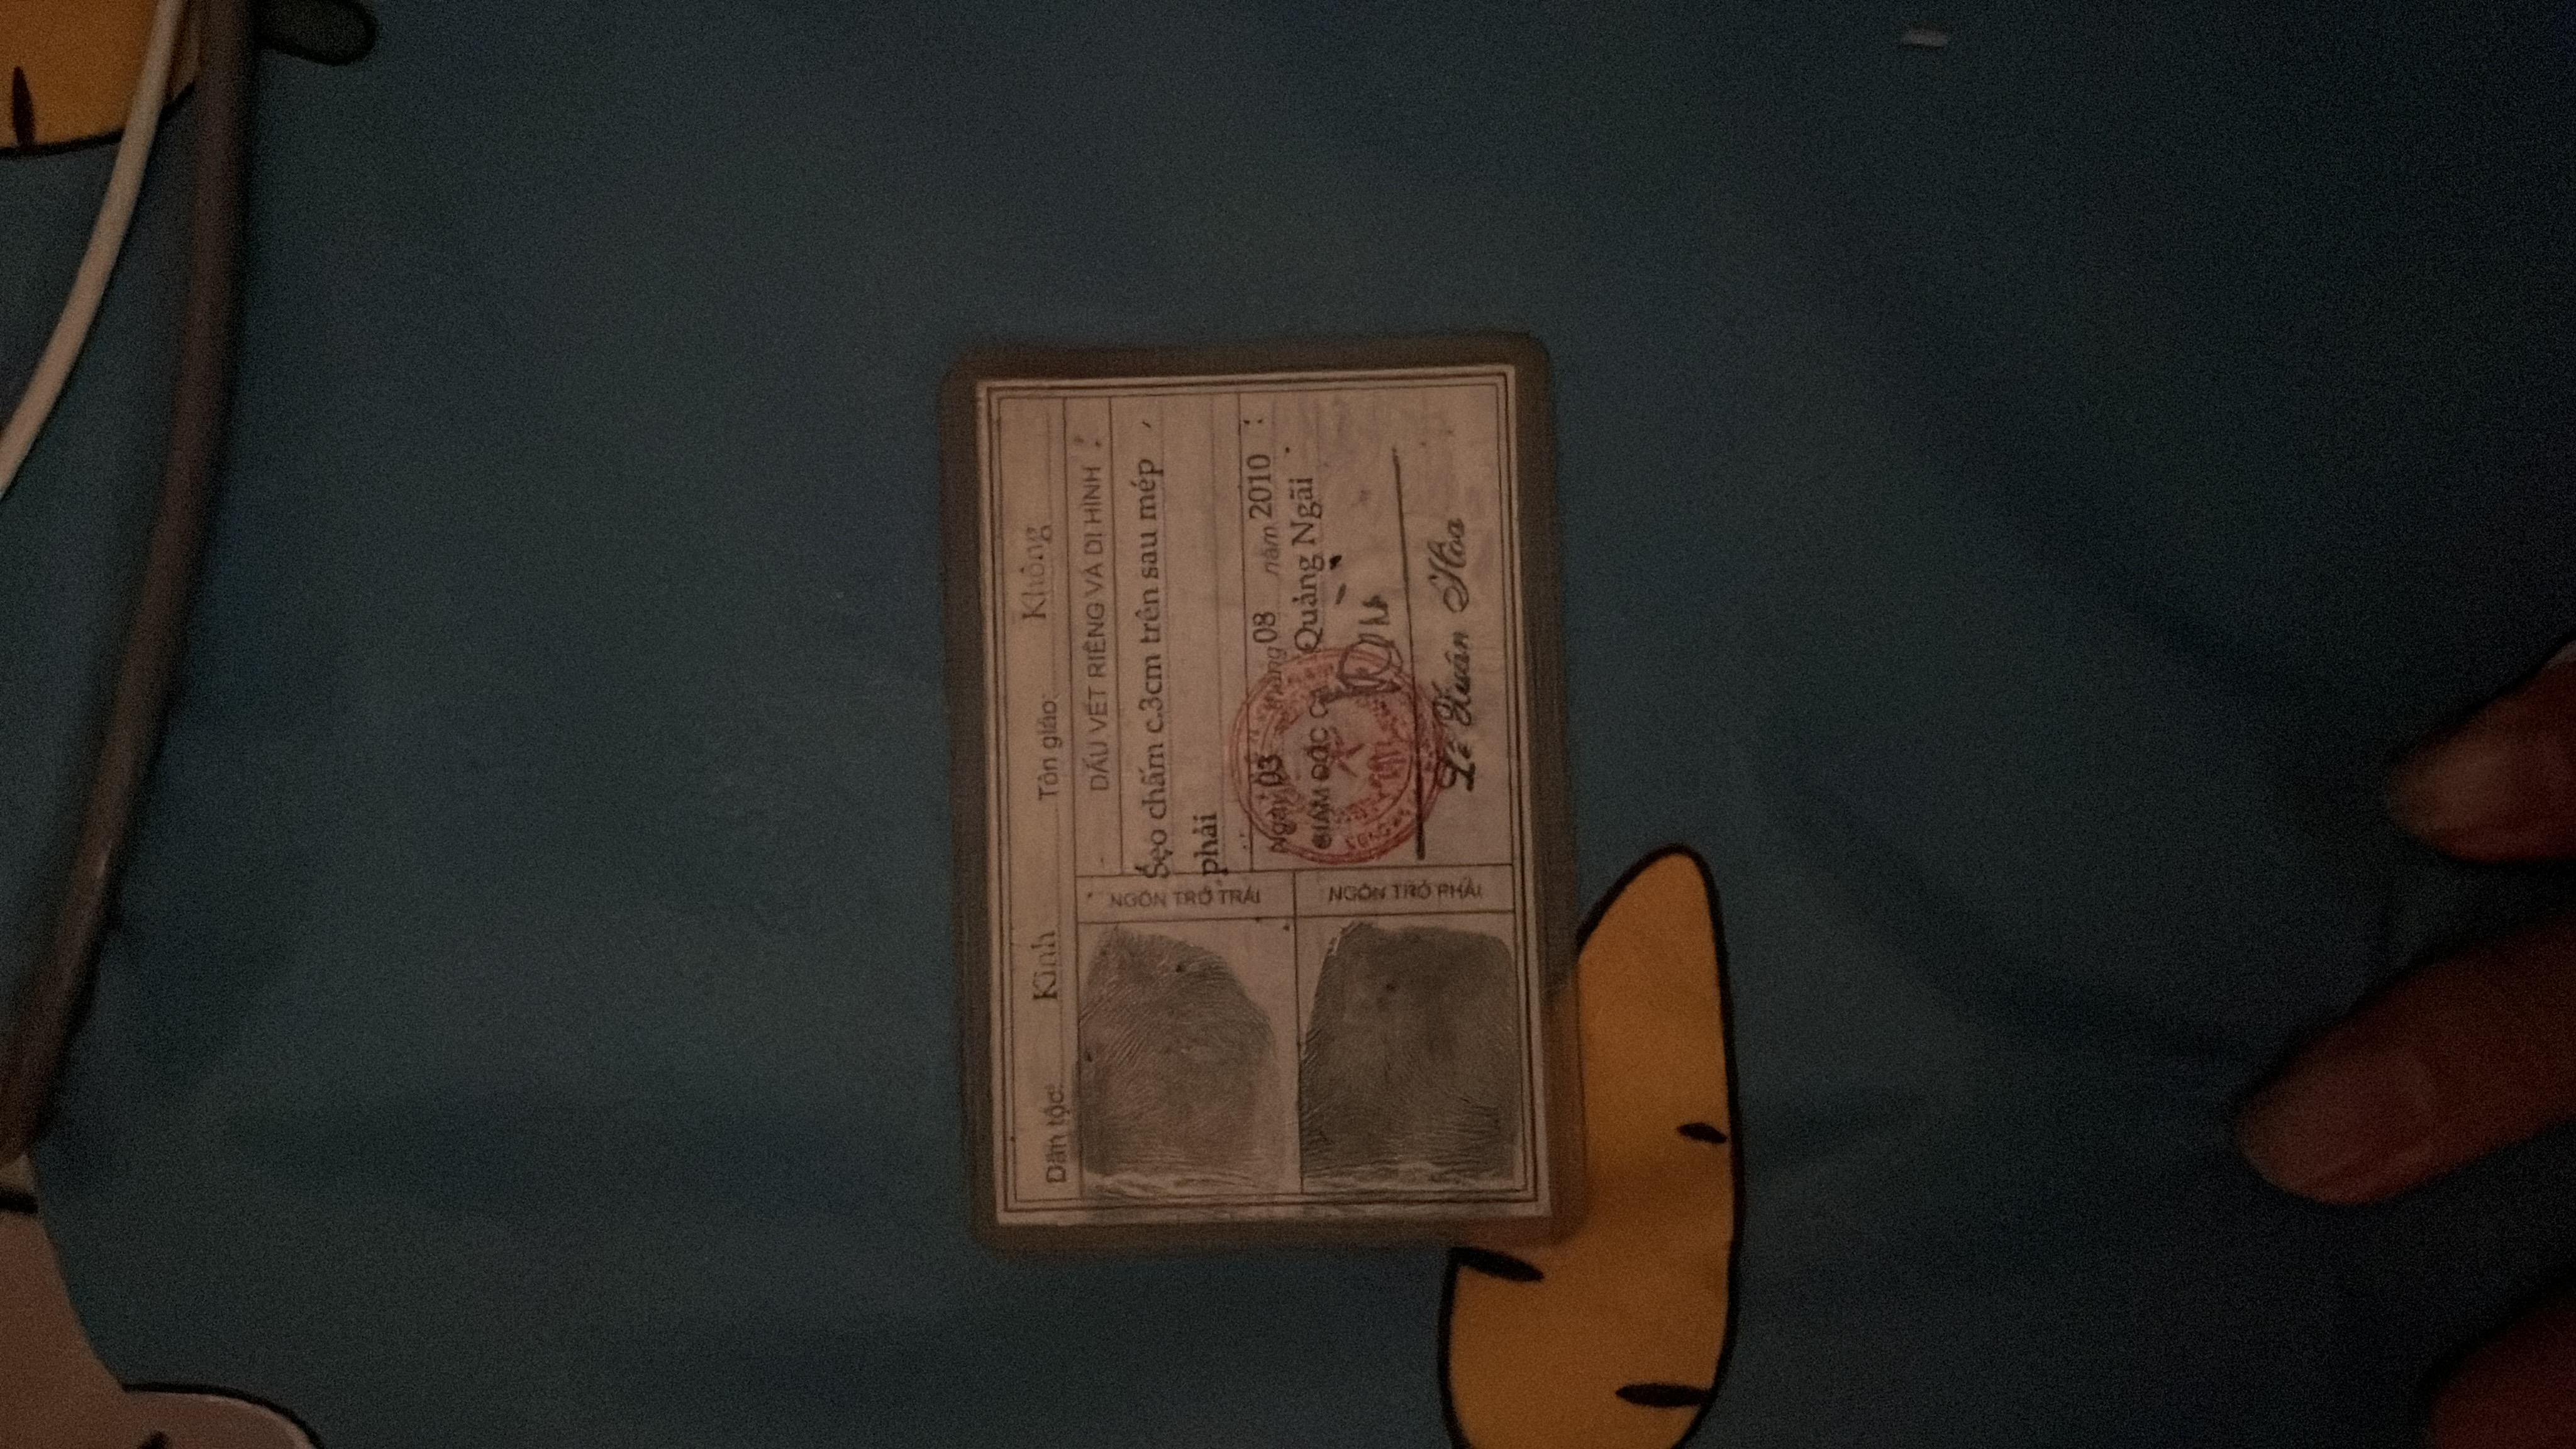 Dân tộc: Kinh Tôn giáo: Không
NGÓN TRỎ TRÁI
DẤU VẾT RIÊNG VÀ DỊ HÌNH
Sẹo chấm c.3cm trên sau mép
phải
NGÓN TRỎ PHẢI
Ngày 03 tháng 08 năm 2010
GIÁM ĐỐC CA Quảng Ngãi
Lê Xuân Hòa